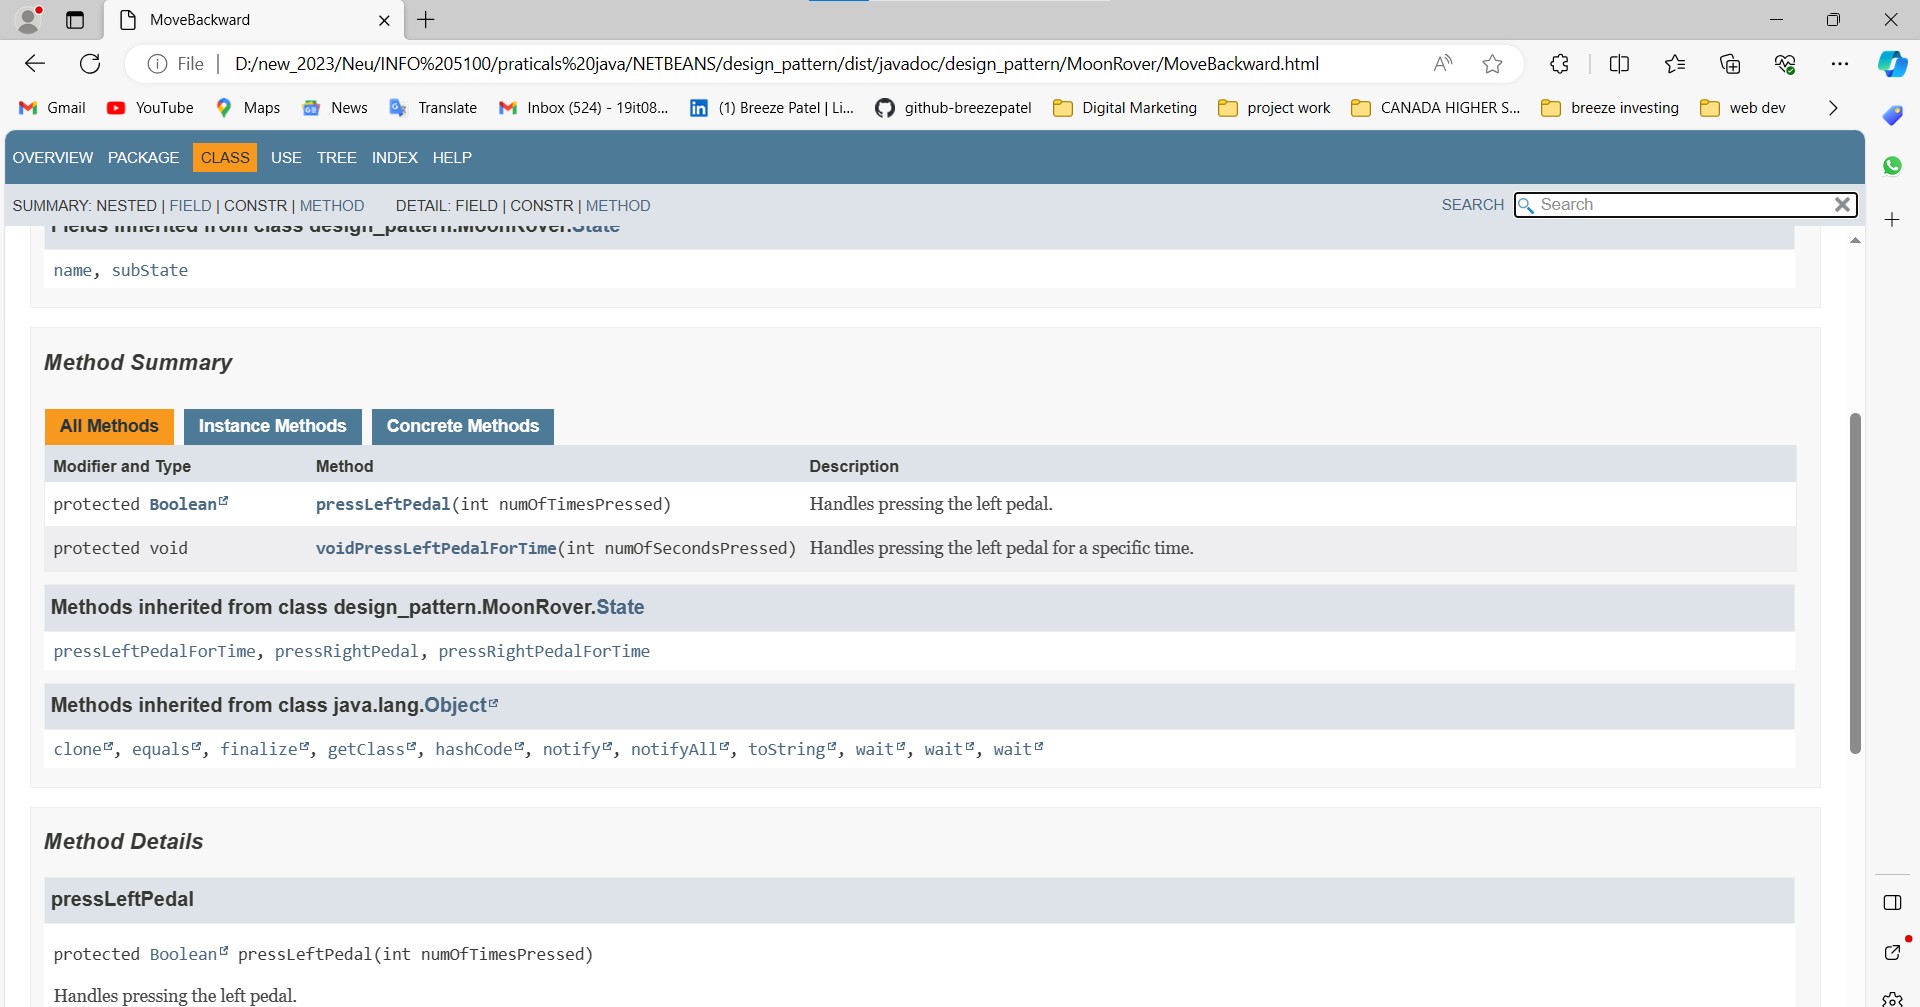 MoveBackward
File D:/new_2023/Neu/INFO%205100/praticals%20java/NETBEANS/design_pattern/dist/javadoc/design_pattern/MoonRover/MoveBackward.html
Gmail YouTube Maps News Translate Inbox (524) - 19it08... (1) Breeze Patel | Li... github-breezepatel Digital Marketing project work CANADA HIGHER S... breeze investing web dev
OVERVIEW PACKAGE CLASS USE TREE INDEX HELP
SUMMARY: NESTED | FIELD | CONSTR | METHOD DETAIL: FIELD | CONSTR | METHOD SEARCH Search
Fields inherited from class design_pattern.MoonRover.State
name, subState
Method Summary
All Methods Instance Methods Concrete Methods
Modifier and Type Method Description
protected Boolean pressLeftPedal(int numOfTimesPressed) Handles pressing the left pedal.
protected void voidPressLeftPedalForTime(int numOfSecondsPressed) Handles pressing the left pedal for a specific time.
Methods inherited from class design_pattern.MoonRover.State
pressLeftPedalForTime, pressRightPedal, pressRightPedalForTime
Methods inherited from class java.lang.Object
clone, equals, finalize, getClass, hashCode, notify, notifyAll, toString, wait, wait, wait
Method Details
pressLeftPedal
protected Boolean pressLeftPedal(int numOfTimesPressed)
Handles pressing the left pedal.